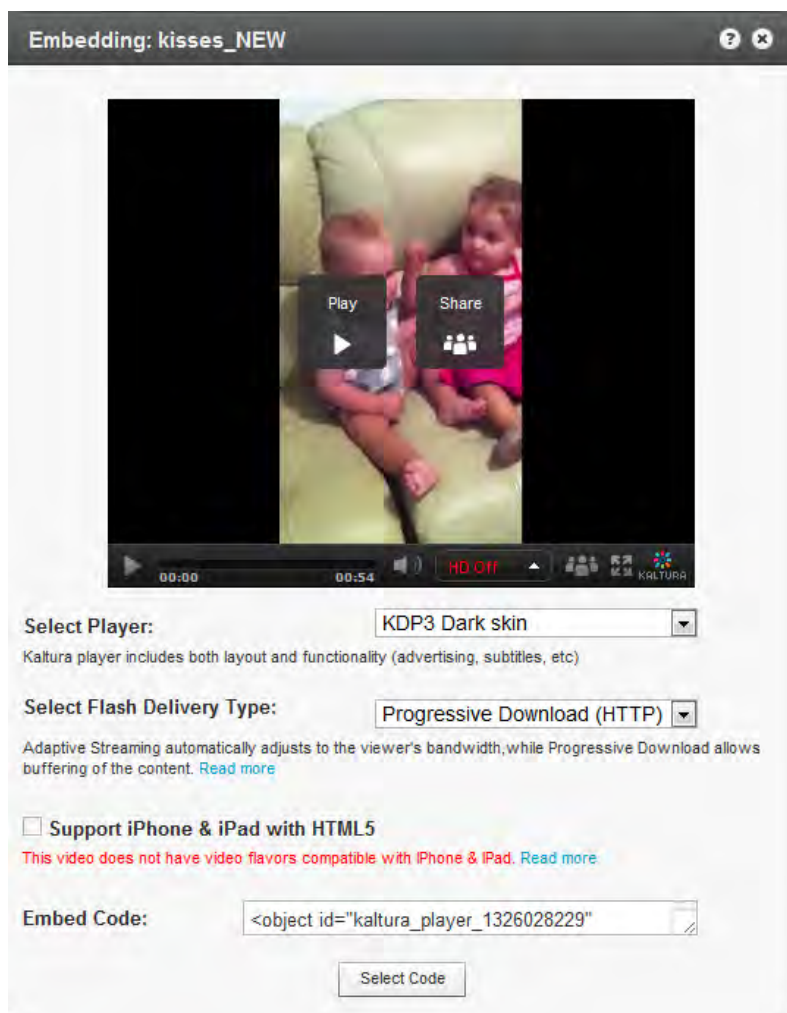 Embedding: kisses_NEW
Play Share
00:00 00:54 HD Off KALTURA
Select Player: KDP3 Dark skin
Kaltura player includes both layout and functionality (advertising, subtitles, etc)
Select Flash Delivery Type: Progressive Download (HTTP)
Adaptive Streaming automatically adjusts to the viewer's bandwidth,while Progressive Download allows
buffering of the content. Read more
Support iPhone & iPad with HTML5
This video does not have video flavors compatible with iPhone & iPad. Read more
Embed Code: <object id="kaltura_player_1326028229"
Select Code